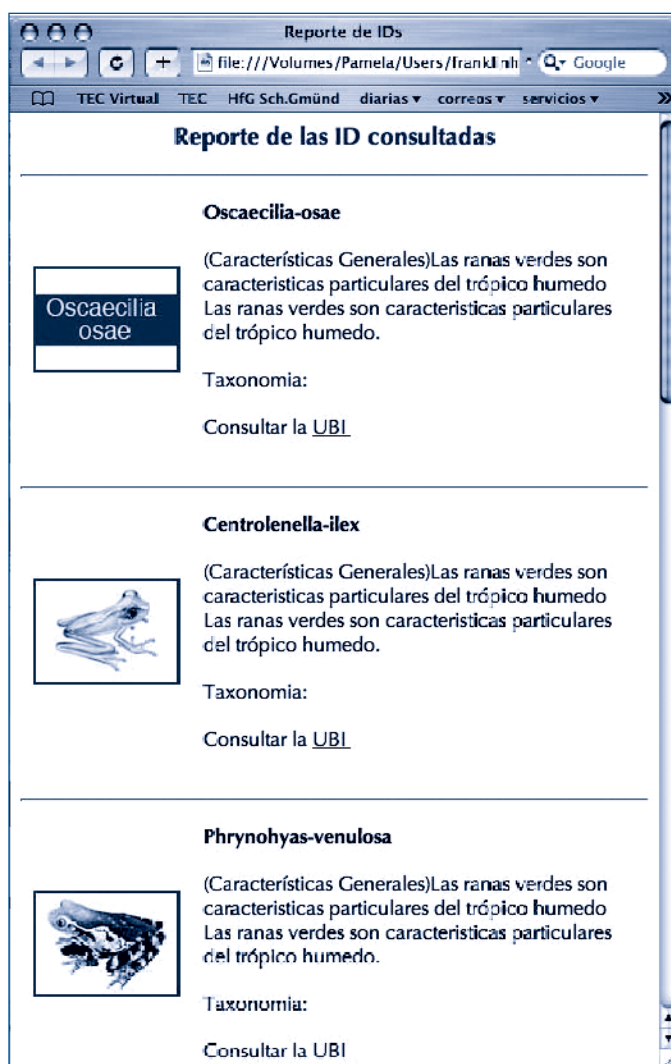 Reporte de IDs
file:///Volumes/Pamela/Users/franklinh Google
TEC Virtual TEC HfG Sch.Gmünd diarias correos servicios
Reporte de las ID consultadas
Oscaecilia-osae
(Características Generales)Las ranas verdes son
caracteristicas particulares del trópico humedo
Las ranas verdes son caracteristicas particulares
del trópico humedo.
Oscaecilia
osae
Taxonomia:
Consultar la UBI
Centrolenella-ilex
(Características Generales)Las ranas verdes son
caracteristicas particulares del trópico humedo
Las ranas verdes son caracteristicas particulares
del trópico humedo.
Taxonomia:
Consultar la UBI
Phrynohyas-venulosa
(Características Generales)Las ranas verdes son
caracteristicas particulares del trópico humedo
Las ranas verdes son caracteristicas particulares
del trópico humedo.
Taxonomia:
Consultar la UBI